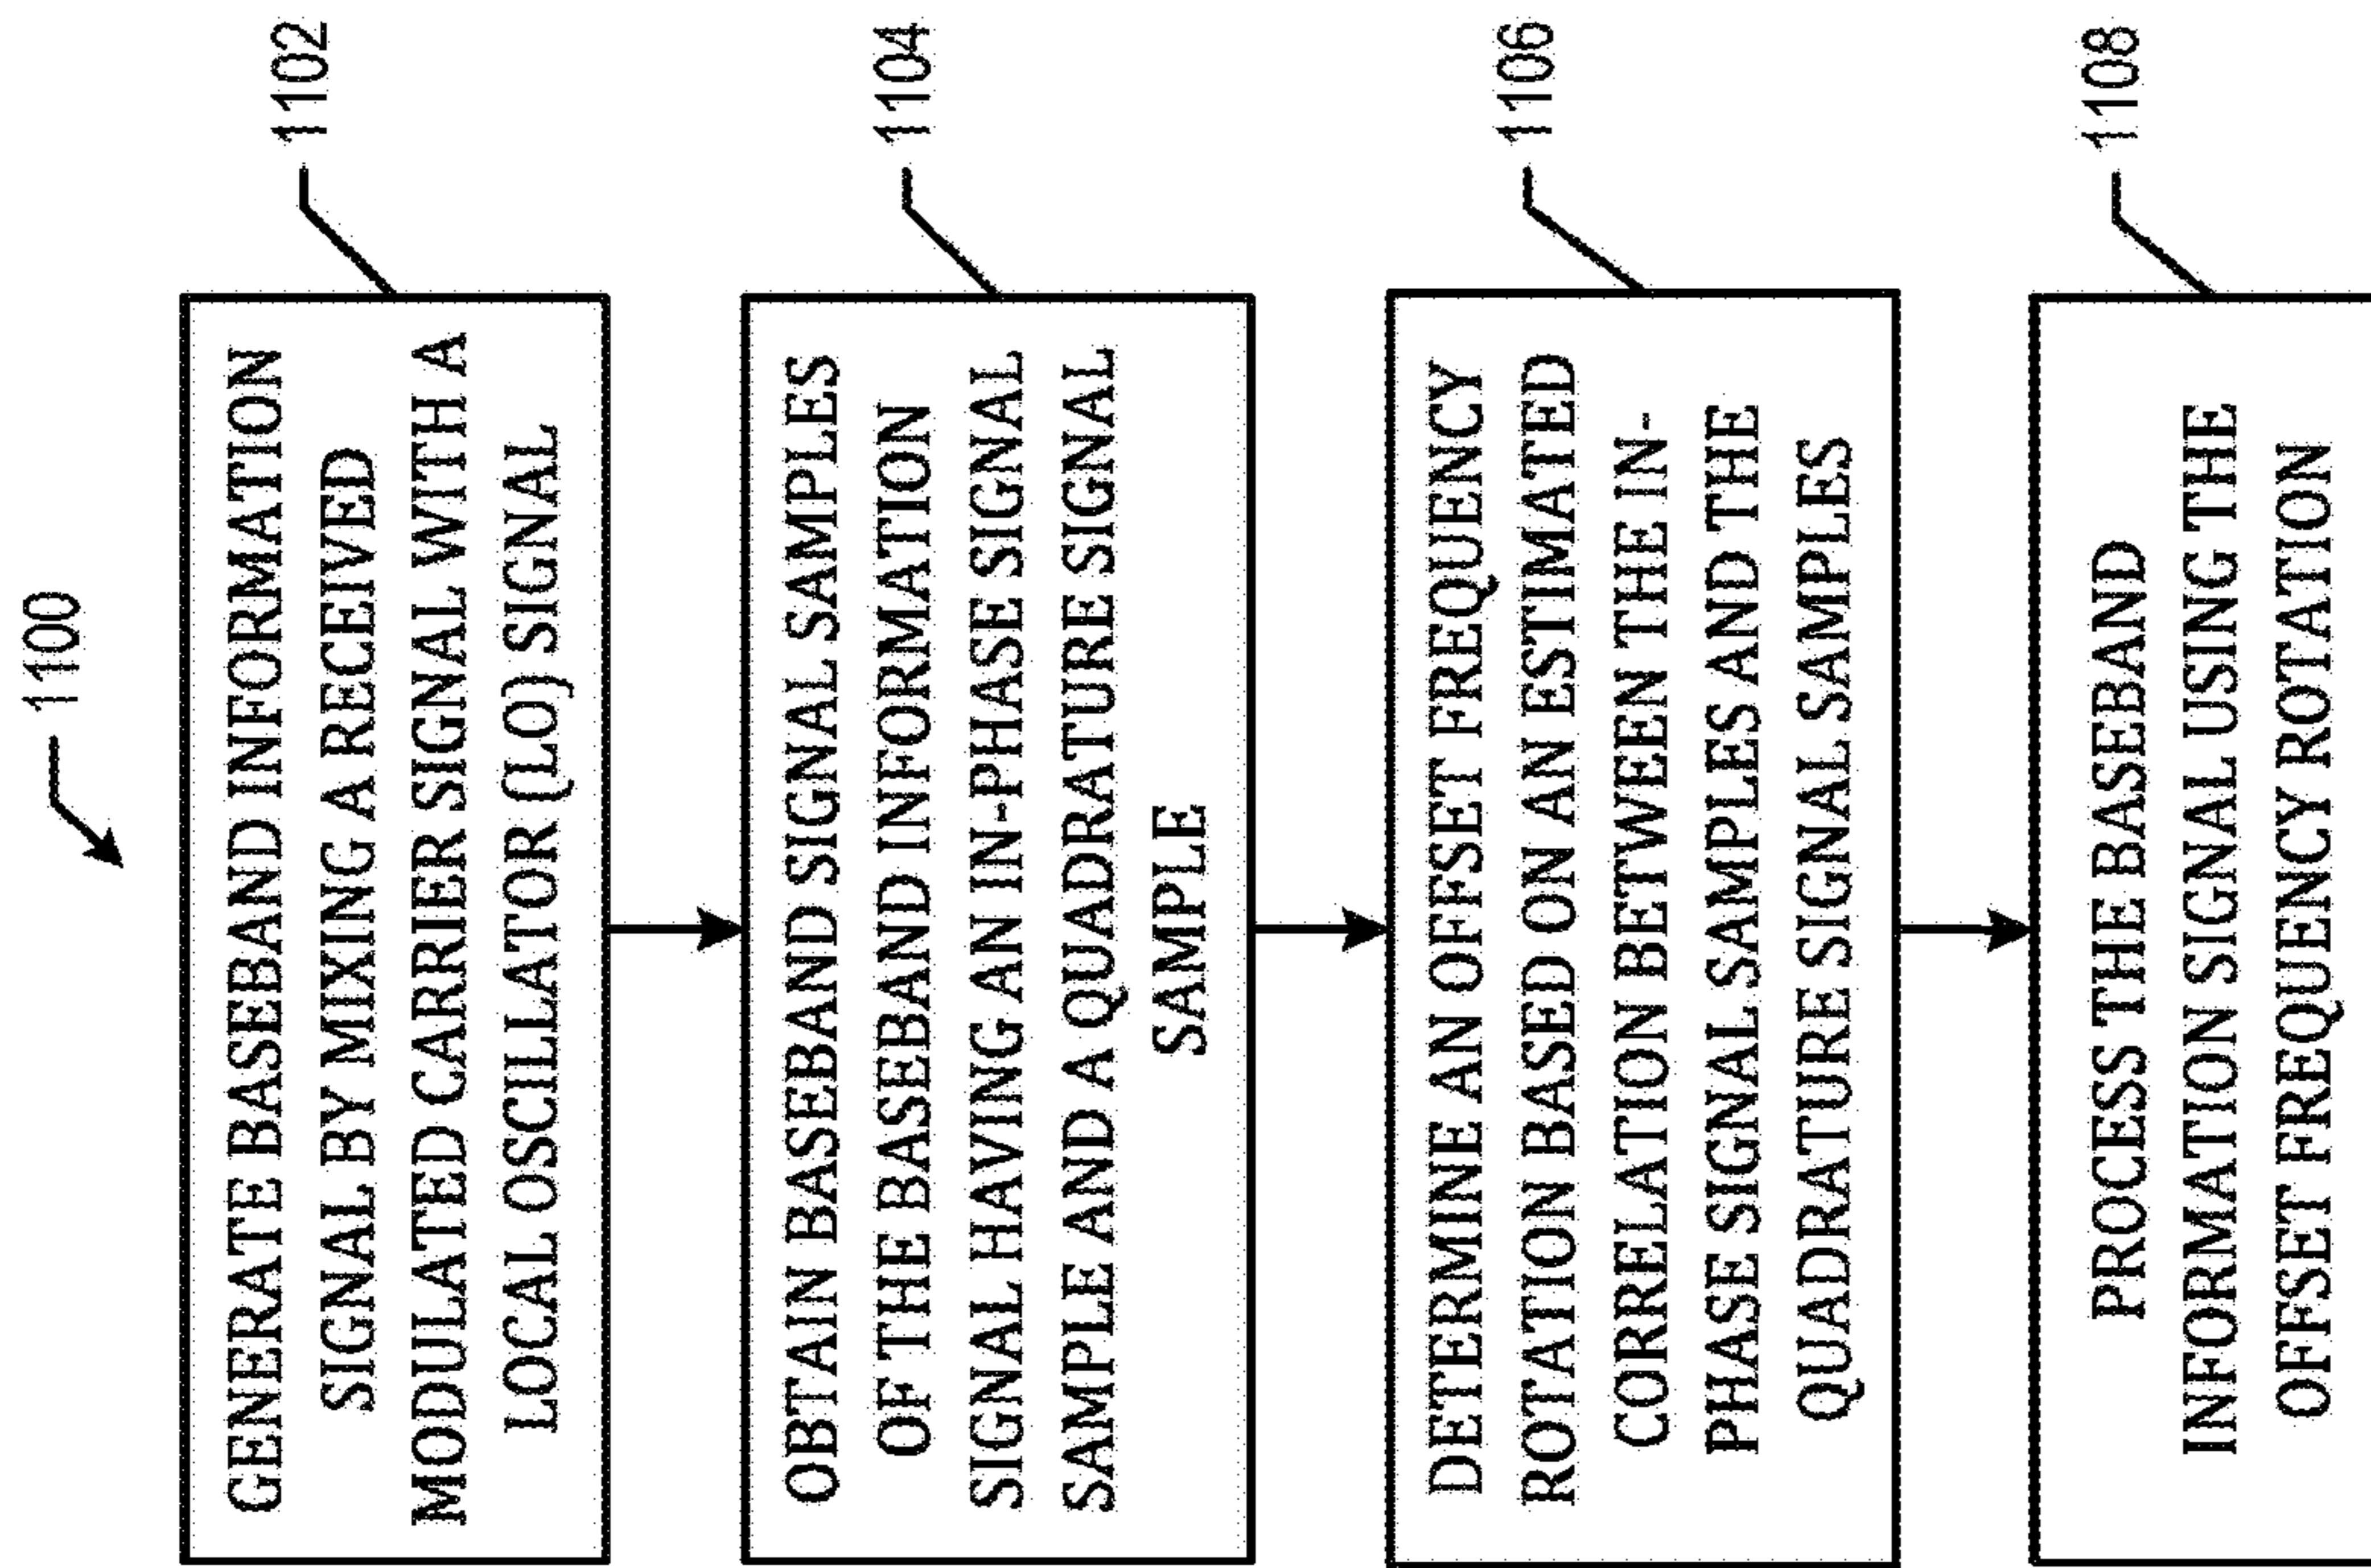 1100
GENERATE BASEBAND INFORMATION
SIGNAL BY MIXING A RECEIVED
MODULATED CARRIER SIGNAL WITH A
LOCAL OSCILLATOR (LO) SIGNAL
1102
OBTAIN BASEBAND SIGNAL SAMPLES
OF THE BASEBAND INFORMATION
SIGNAL HAVING AN IN-PHASE SIGNAL
SAMPLE AND A QUADRATURE SIGNAL
SAMPLE
1104
DETERMINE AN OFFSET FREQUENCY
ROTATION BASED ON AN ESTIMATED
CORRELATION BETWEEN THE IN-
PHASE SIGNAL SAMPLES AND THE
QUADRATURE SIGNAL SAMPLES
1106
PROCESS THE BASEBAND
INFORMATION SIGNAL USING THE
OFFSET FREQUENCY ROTATION
1108